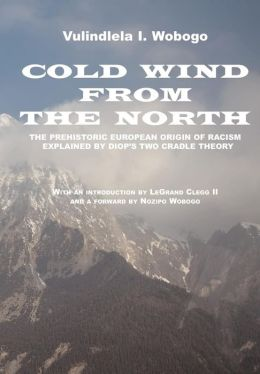 Vulindlela I. Wobogo
COLD WIND
FROM
THE NORTH
THE PREHISTORIC EUROPEAN ORIGIN OF RACISM
EXPLAINED BY DIOP'S TWO CRADLE THEORY
With an introduction by LeGrand Clegg II
and a forward by Nozipo Wobogo